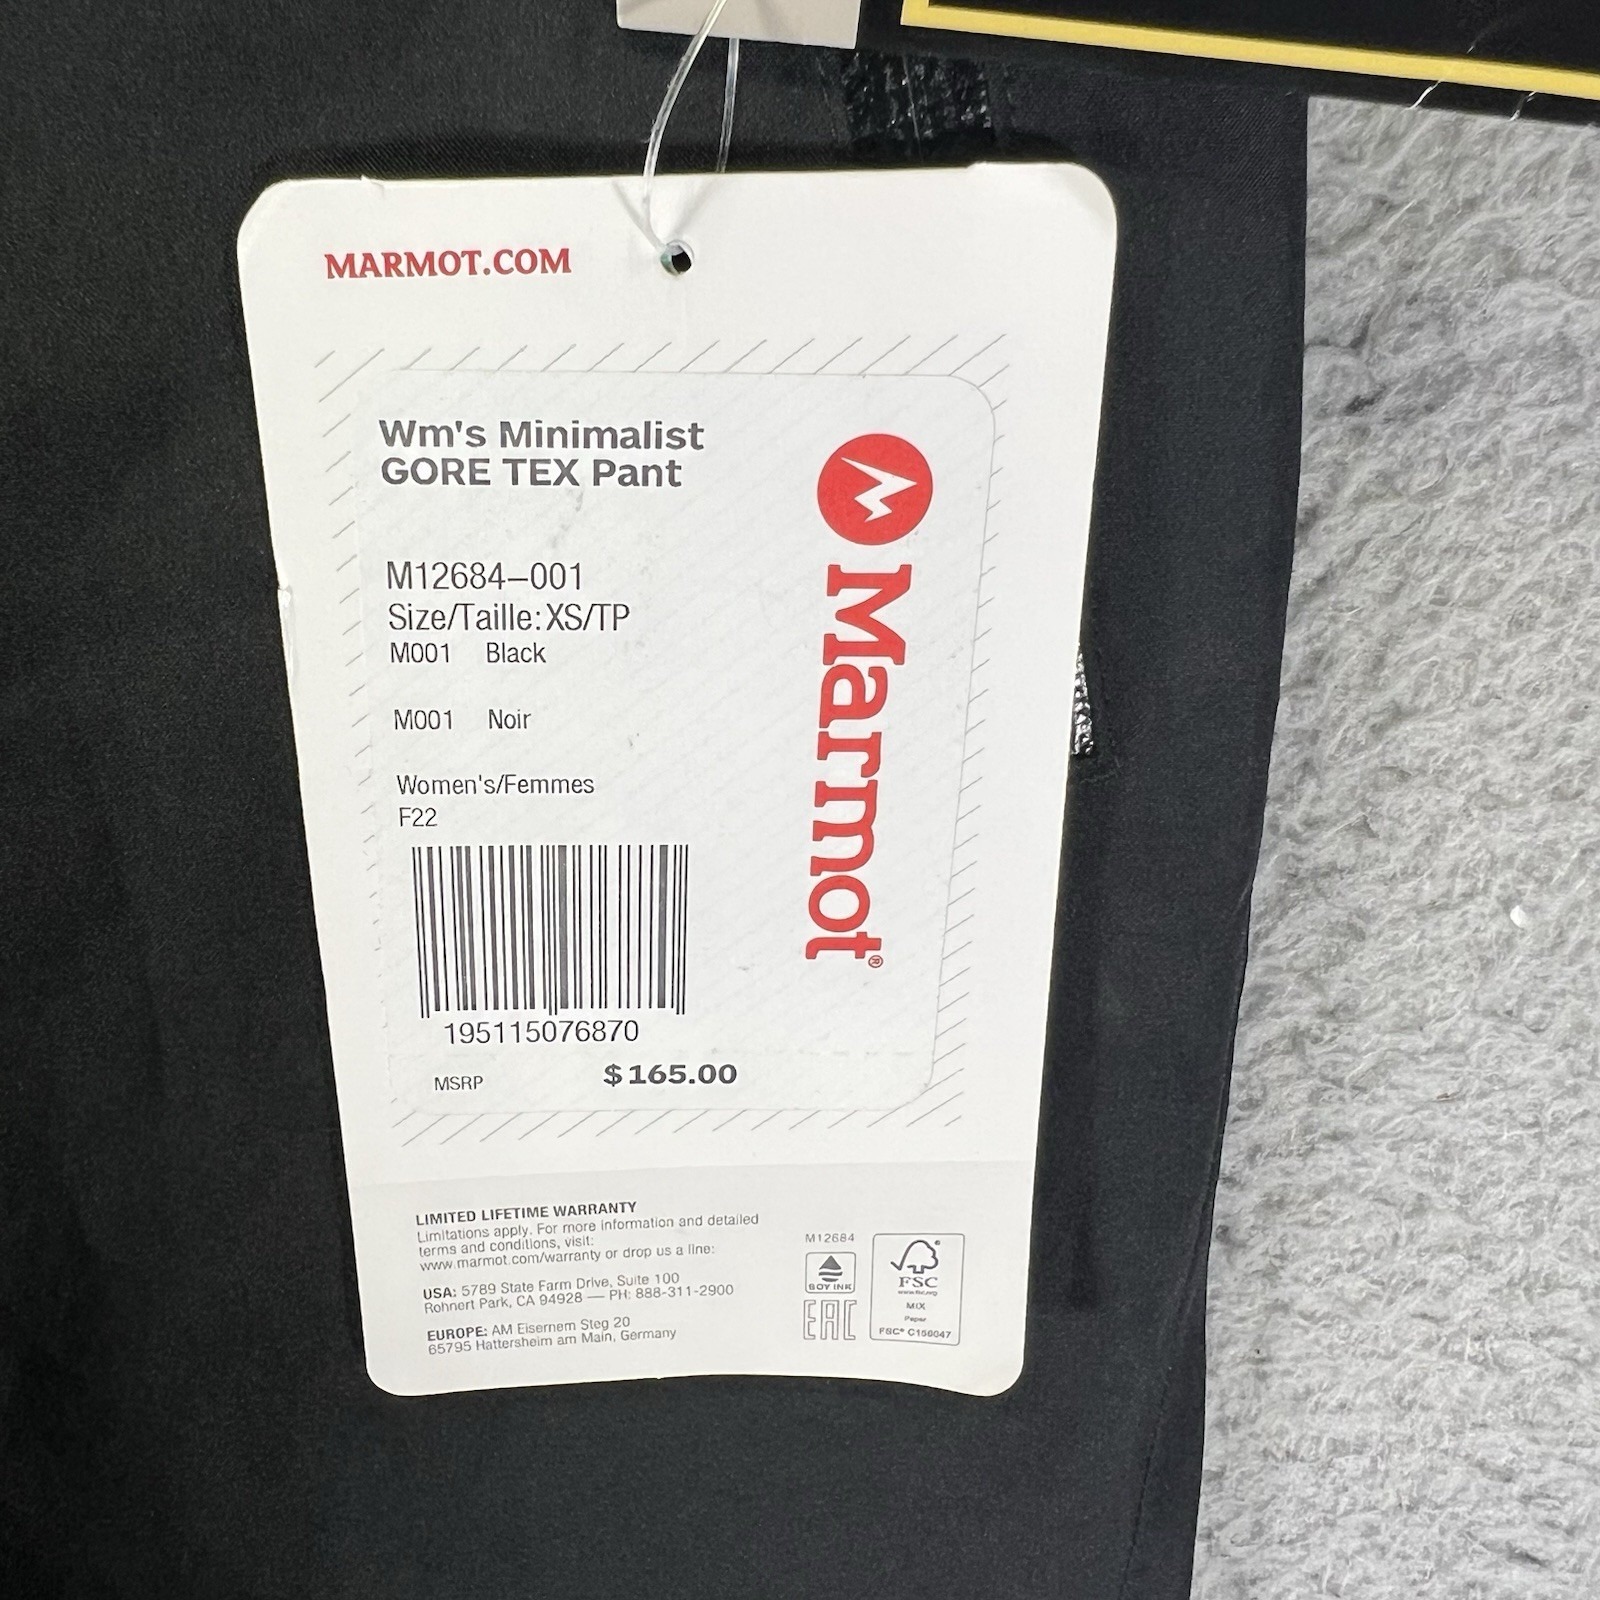 MARMOT.COM
Wm's Minimalist
GORE TEX Pant
M12684–001
Size/Taille: XS/TP
M001 Black
M001 Noir
Women's/Femmes
F22
195115076870
MSRP $165.00
Marmot®
LIMITED LIFETIME WARRANTY
Limitations apply. For more information and detailed
terms and conditions, visit:
www.marmot.com/warranty or drop us a line:
USA: 5789 State Farm Drive, Suite 100
Rohnert Park, CA 94928 — PH: 888-311-2900
EUROPE: AM Eisernem Steg 20
65795 Hattersheim am Main, Germany
M12684
SOY INK
EAC
FSC
www.fsc.org
MIX
Paper
FSC® C156047